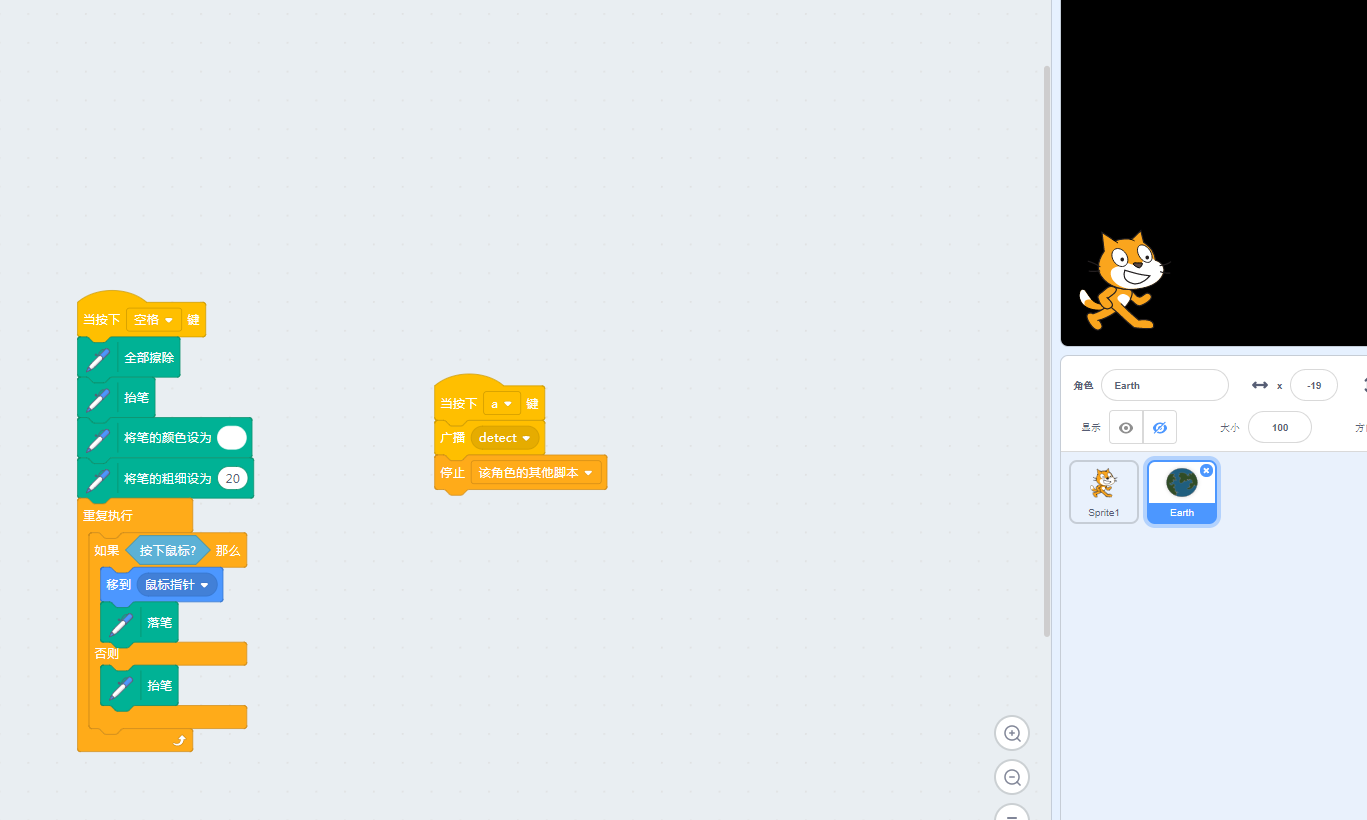 当按下 空格 键
全部擦除
抬笔
将笔的颜色设为
将笔的粗细设为 20
重复执行
如果 按下鼠标? 那么
移到 鼠标指针
落笔
否则
抬笔
当按下 a 键
广播 detect
停止 该角色的其他脚本
角色 Earth x -19
显示 大小 100 方
Sprite1 Earth